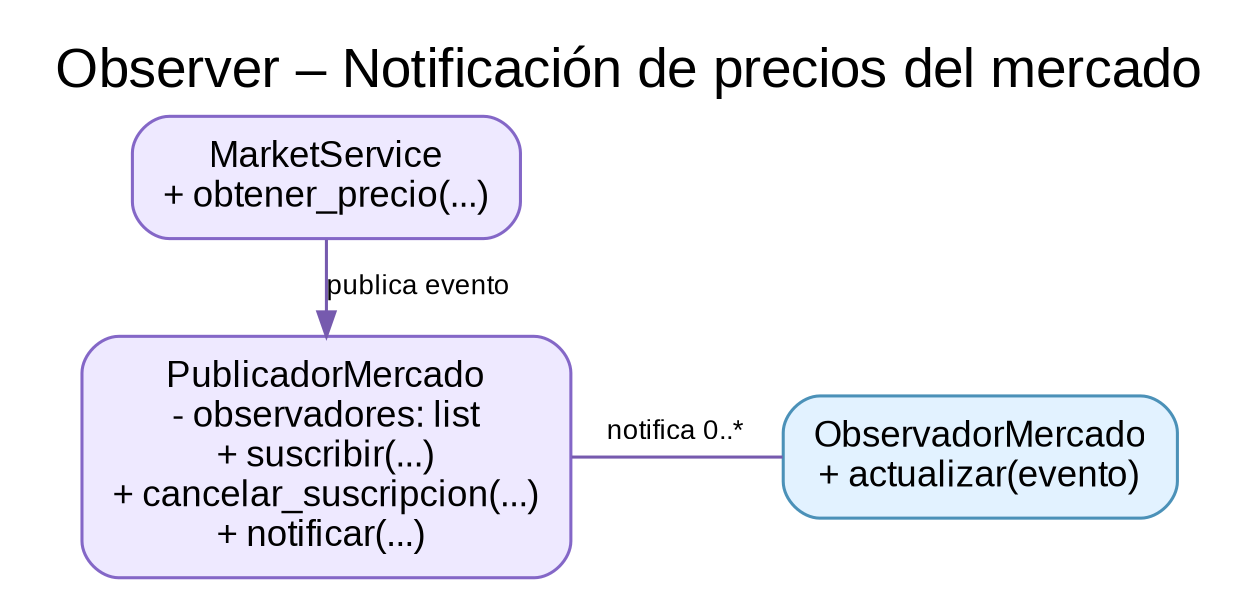 Observer – Notificación de precios del mercado
MarketService
+ obtener_precio(...)
publica evento
PublicadorMercado
- observadores: list
+ suscribir(...)
+ cancelar_suscripcion(...)
+ notificar(...)
notifica 0..*
ObservadorMercado
+ actualizar(evento)